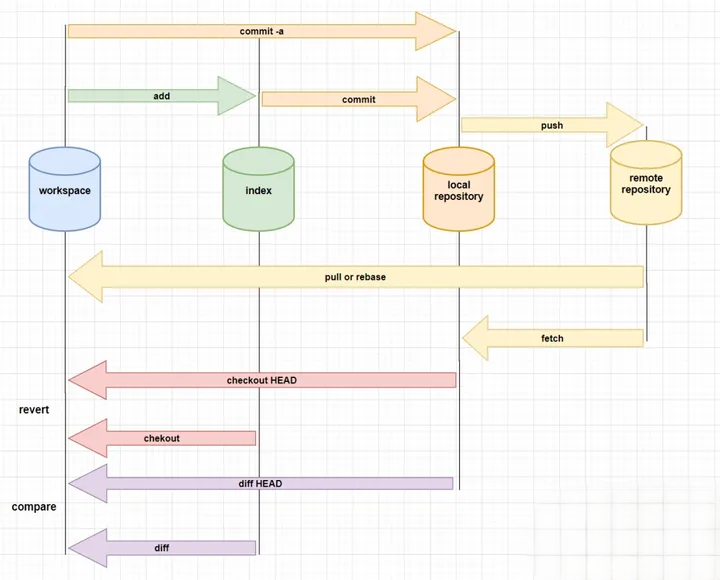 commit -a
add
commit
push
workspace
index
local
repository
remote
repository
pull or rebase
fetch
checkout HEAD
revert
chekout
diff HEAD
compare
diff